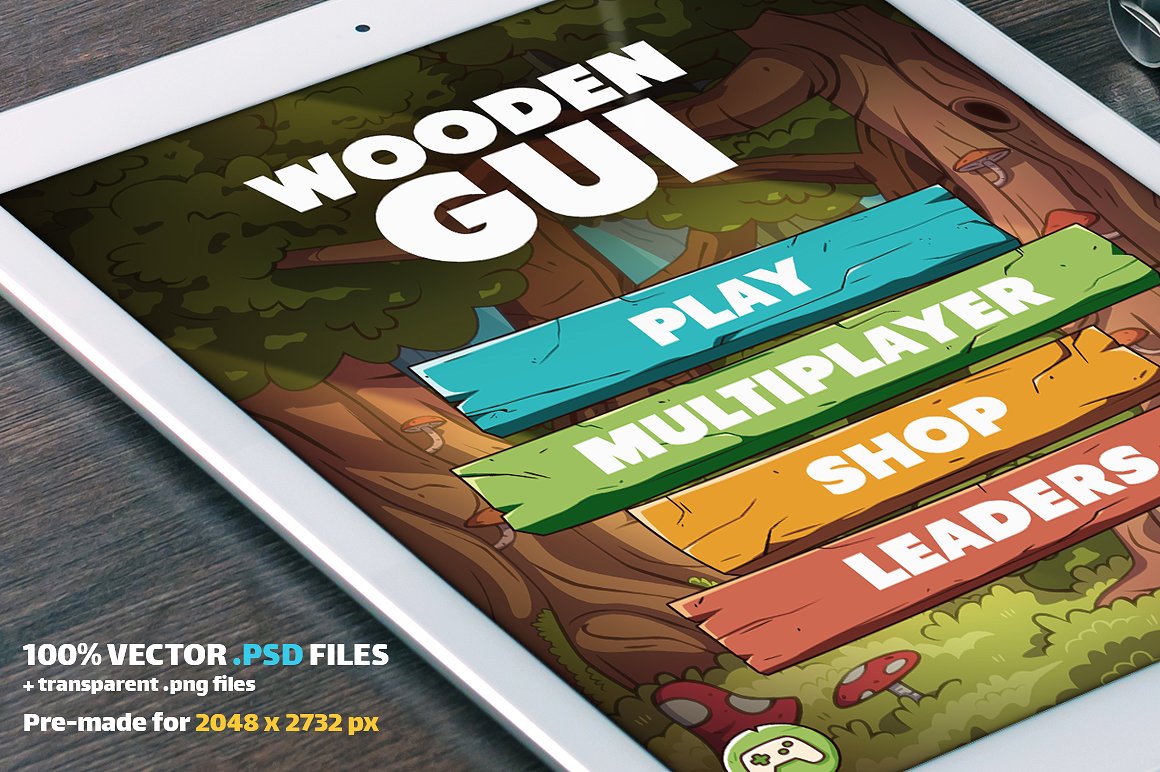 WOODEN
GUI
PLAY
MULTIPLAYER
SHOP
LEADERS
100% VECTOR .PSD FILES
+ transparent .png files
Pre-made for 2048 x 2732 px